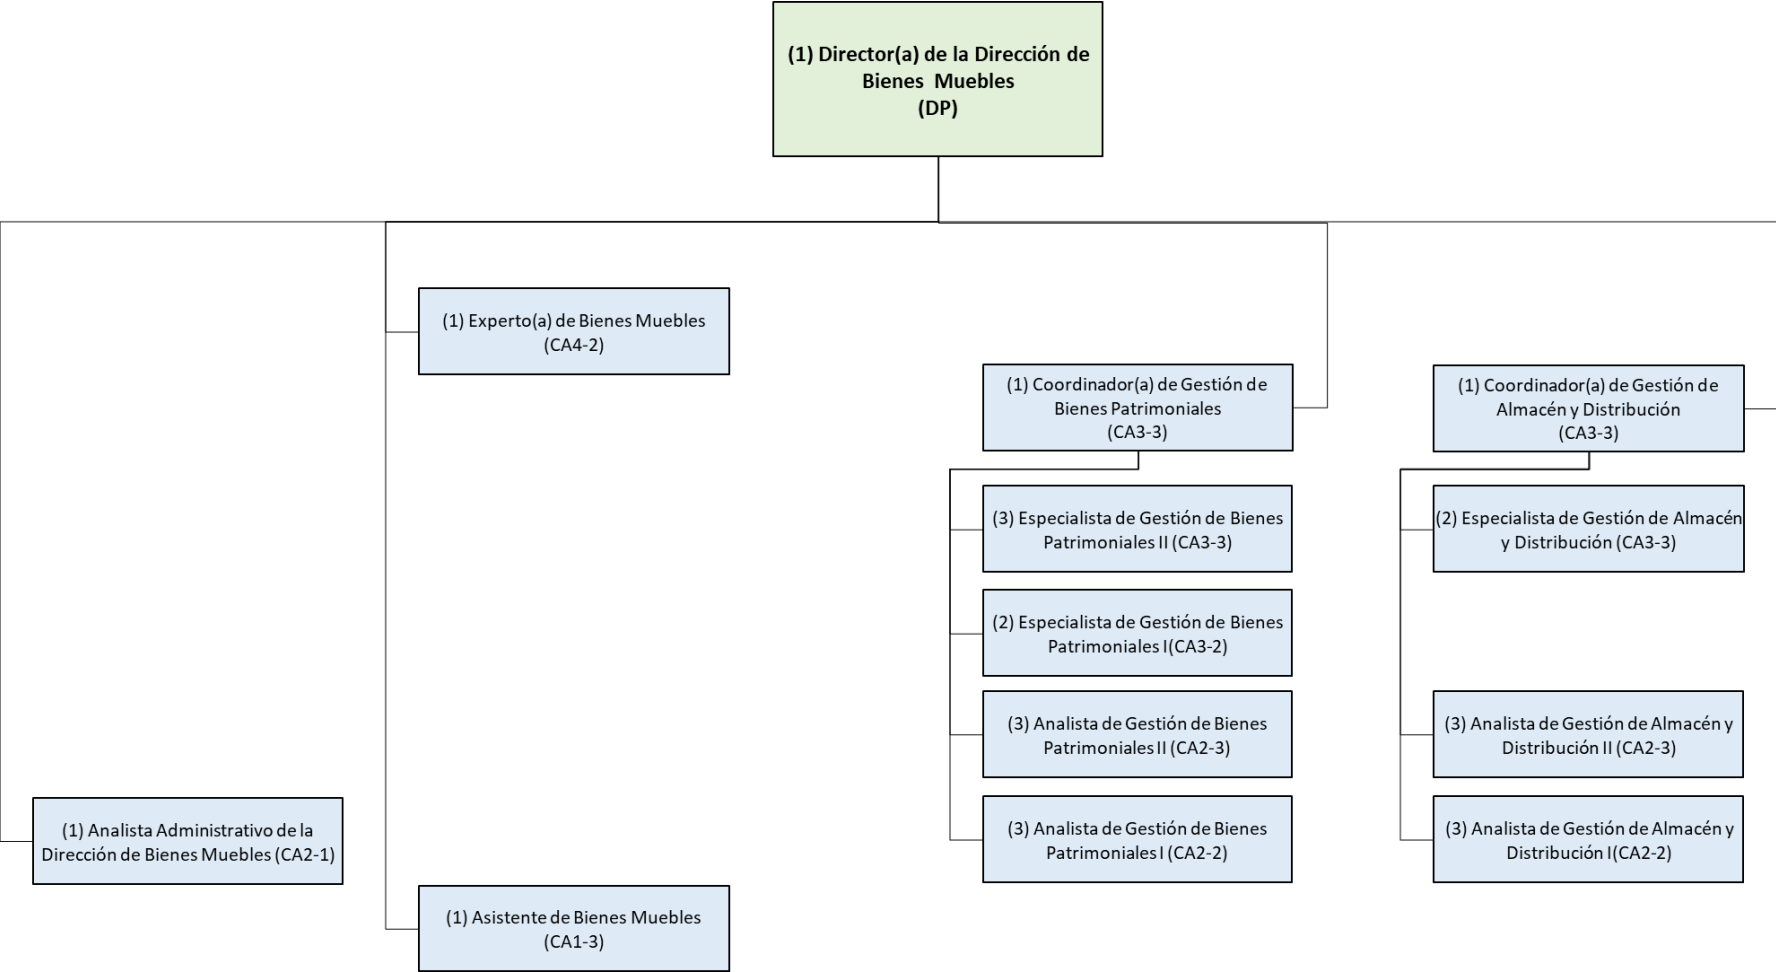 (1) Director(a) de la Dirección de
Bienes Muebles
(DP)
(1) Experto(a) de Bienes Muebles
(CA4-2)
(1) Coordinador(a) de Gestión de
Bienes Patrimoniales
(CA3-3)
(1) Coordinador(a) de Gestión de
Almacén y Distribución
(CA3-3)
(3) Especialista de Gestión de Bienes
Patrimoniales II (CA3-3)
(2) Especialista de Gestión de Almacén
y Distribución (CA3-3)
(2) Especialista de Gestión de Bienes
Patrimoniales I(CA3-2)
(3) Analista de Gestión de Bienes
Patrimoniales II (CA2-3)
(3) Analista de Gestión de Almacén y
Distribución II (CA2-3)
(1) Analista Administrativo de la
Dirección de Bienes Muebles (CA2-1)
(3) Analista de Gestión de Bienes
Patrimoniales I (CA2-2)
(3) Analista de Gestión de Almacén y
Distribución I(CA2-2)
(1) Asistente de Bienes Muebles
(CA1-3)